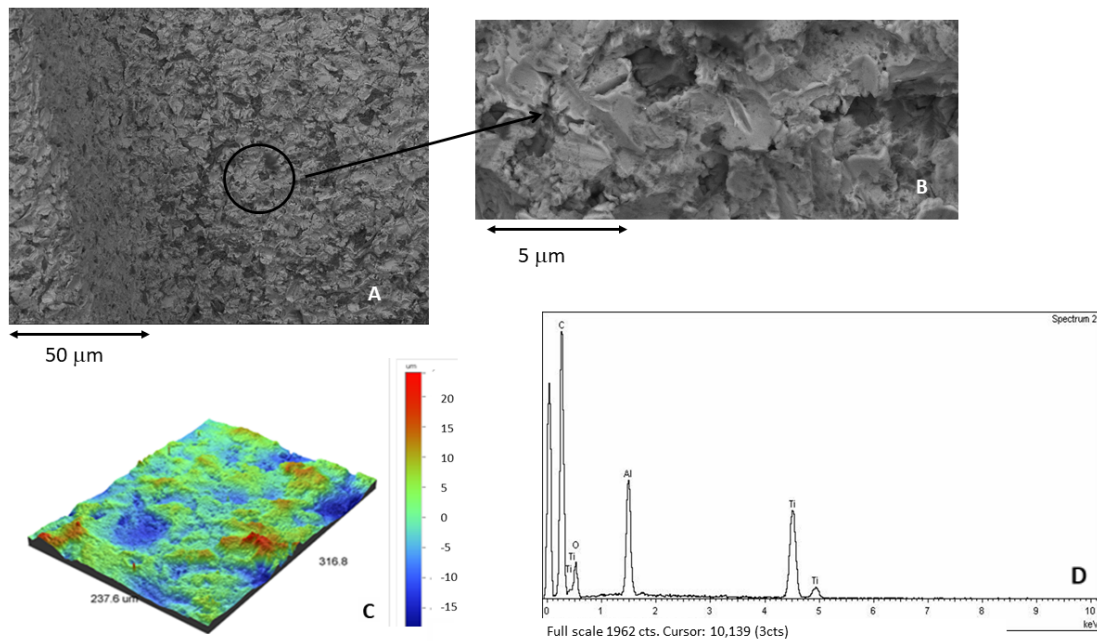 A
B
50 μm
5 μm
um
20
15
10
5
0
-5
-10
-15
316.8
237.6 um
C
Spectrum 2
C
Al
Ti
O
Ti
Ti
Ti
D
0 1 2 3 4 5 6 7 8 9 10
keV
Full scale 1962 cts. Cursor: 10,139 (3cts)